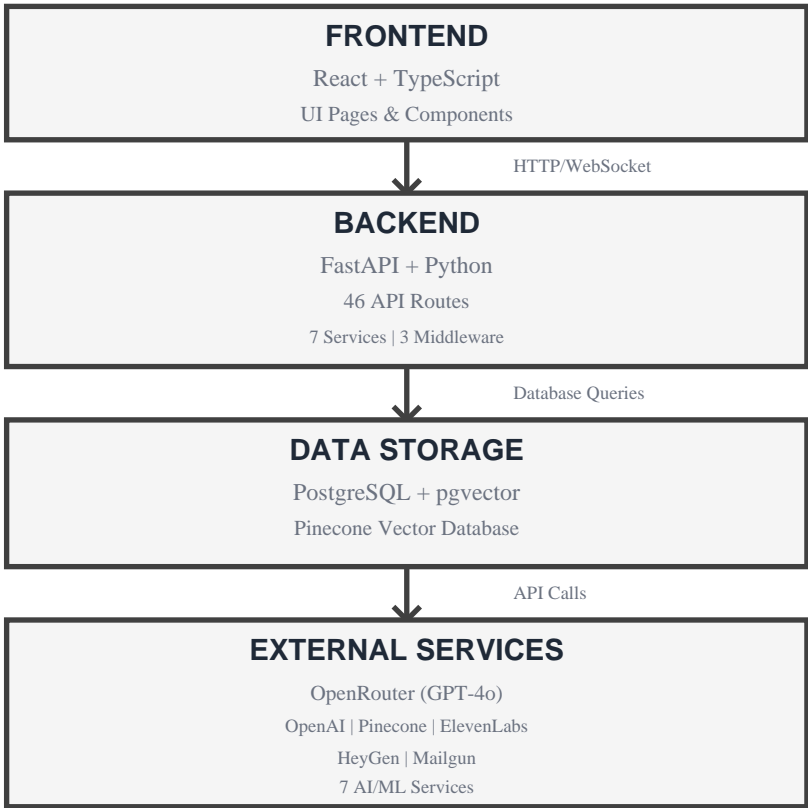 FRONTEND
React + TypeScript
UI Pages & Components
HTTP/WebSocket
BACKEND
FastAPI + Python
46 API Routes
7 Services | 3 Middleware
Database Queries
DATA STORAGE
PostgreSQL + pgvector
Pinecone Vector Database
API Calls
EXTERNAL SERVICES
OpenRouter (GPT-4o)
OpenAI | Pinecone | ElevenLabs
HeyGen | Mailgun
7 AI/ML Services